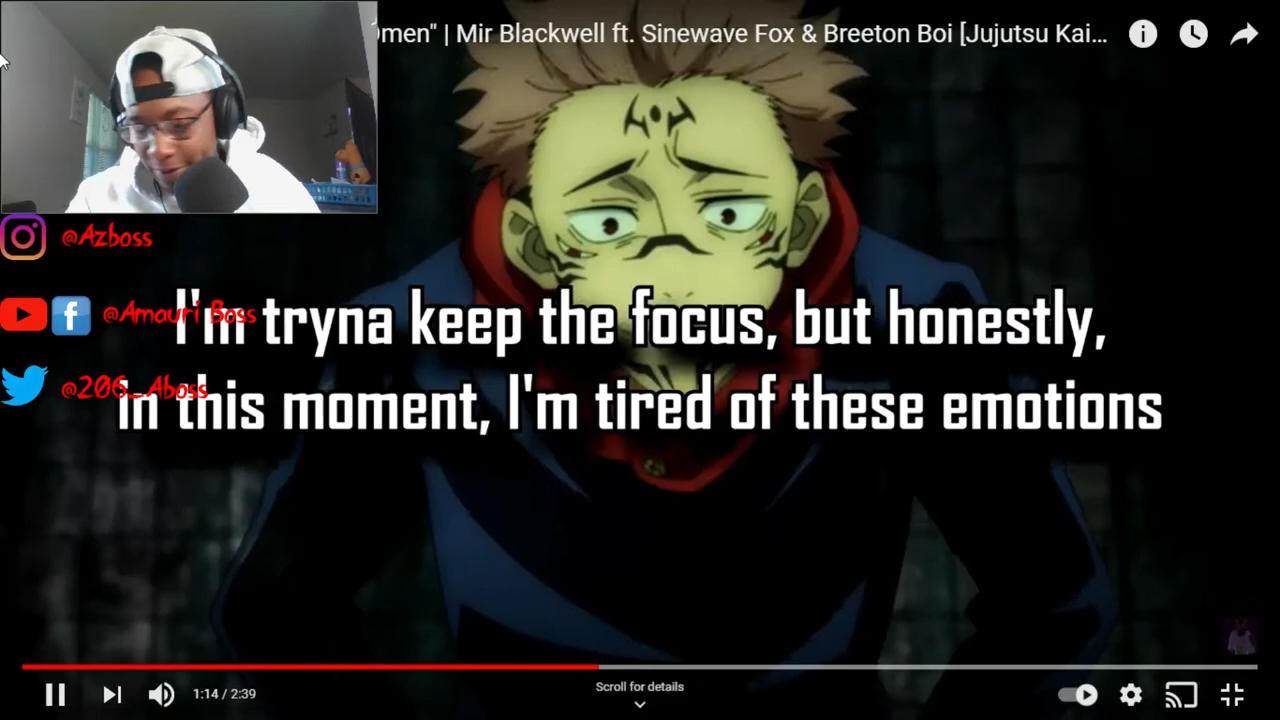 Omen" | Mir Blackwell ft. Sinewave Fox & Breeton Boi [Jujutsu Kai...
@Azboss
@Amauri Boss
I'm tryna keep the focus, but honestly,
@206_Aboss
in this moment, I'm tired of these emotions
1:14 / 2:39
Scroll for details